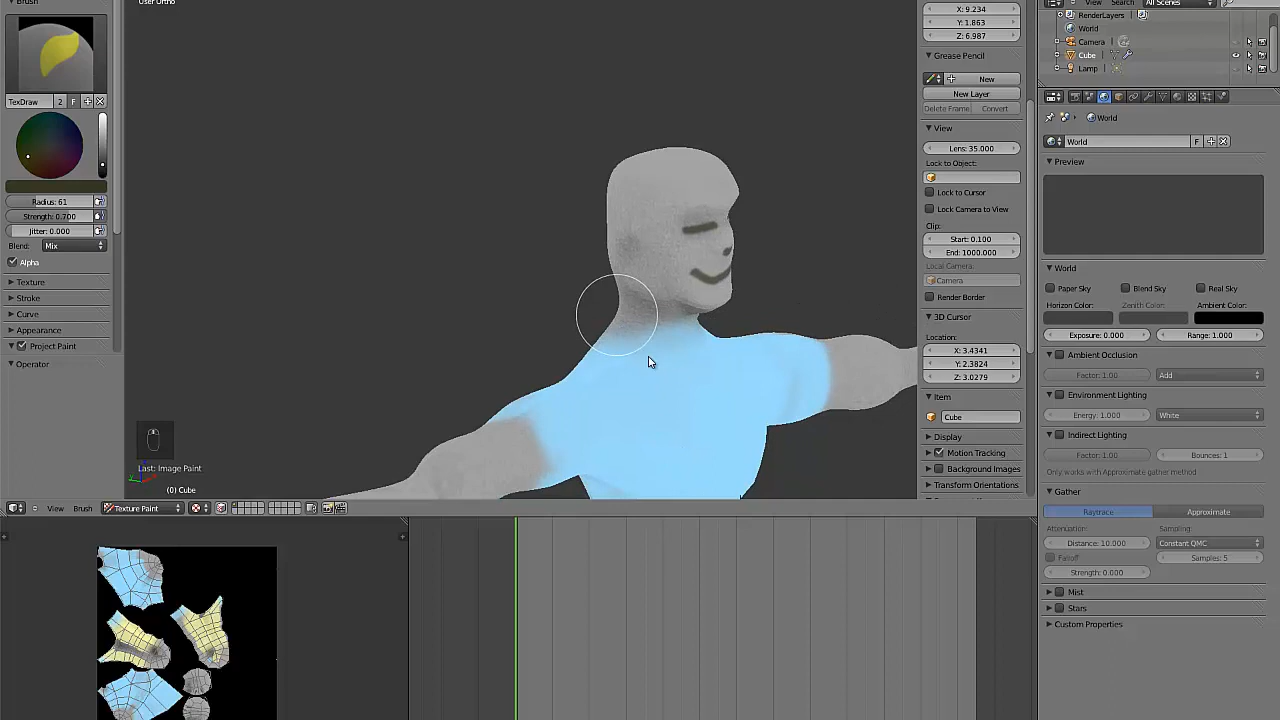 Brush
User Ortho
View Search All Scenes
RenderLayers
World
Camera
Cube
Lamp
TexDraw 2 F
Radius: 61
Strength: 0.700
Jitter: 0.000
Blend: Mix
Alpha
Texture
Stroke
Curve
Appearance
Project Paint
Operator
Last: Image Paint
(0) Cube
X: 9.234
Y: 1.863
Z: 6.987
Grease Pencil
New
New Layer
Delete Frame Convert
View
Lens: 35.000
Lock to Object:
Lock to Cursor
Lock Camera to View
Clip:
Start: 0.100
End: 1000.000
Local Camera:
Camera
Render Border
3D Cursor
Location:
X: 3.4341
Y: 2.3824
Z: 3.0279
Item
Cube
Display
Motion Tracking
Background Images
Transform Orientations
World
World F
Preview
World
Paper Sky Blend Sky Real Sky
Horizon Color: Zenith Color: Ambient Color:
Exposure: 0.000 Range: 1.000
Ambient Occlusion
Factor: 1.00 Add
Environment Lighting
Energy: 1.000 White
Indirect Lighting
Factor: 1.00 Bounces: 1
Only works with Approximate gather method
Gather
Raytrace Approximate
Attenuation: Sampling:
Distance: 10.000 Constant QMC
Falloff Samples: 5
Strength: 0.000
Mist
Stars
Custom Properties
View Brush Texture Paint